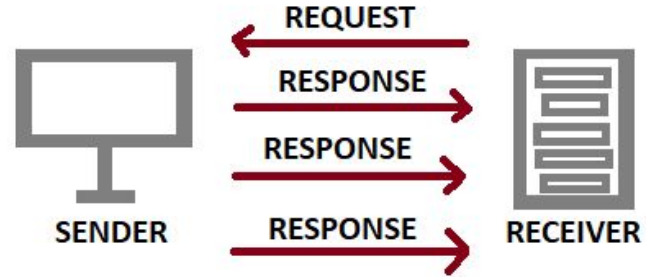 REQUEST
RESPONSE
RESPONSE
RESPONSE
SENDER
RECEIVER